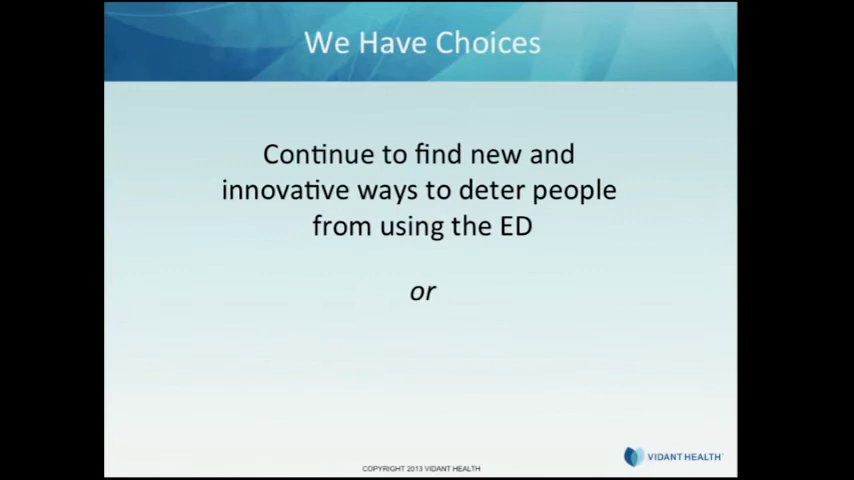 We Have Choices
Continue to find new and
innovative ways to deter people
from using the ED
or
VIDANT HEALTH
COPYRIGHT 2013 VIDANT HEALTH